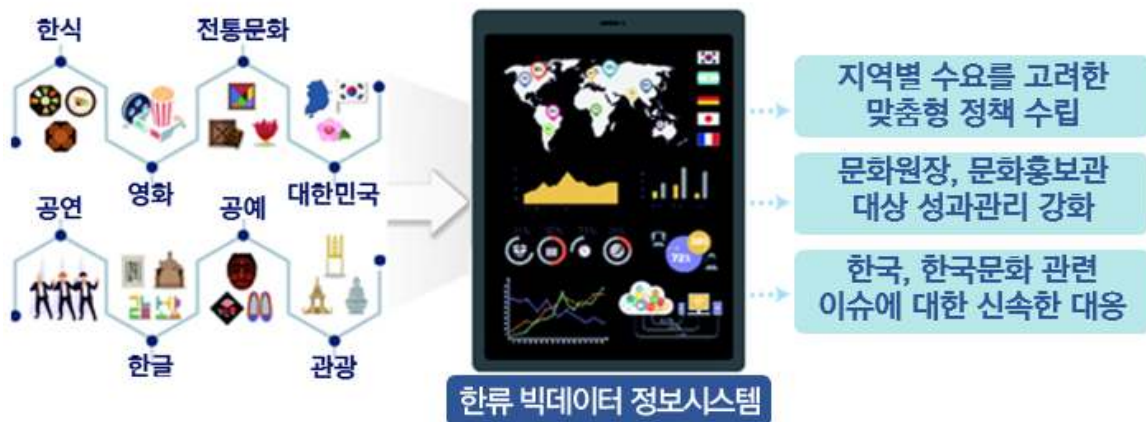 한식
전통문화
영화
대한민국
공연
공예
한글
관광
72%
한류 빅데이터 정보시스템
지역별 수요를 고려한
맞춤형 정책 수립
문화원장, 문화홍보관
대상 성과관리 강화
한국, 한국문화 관련
이슈에 대한 신속한 대응